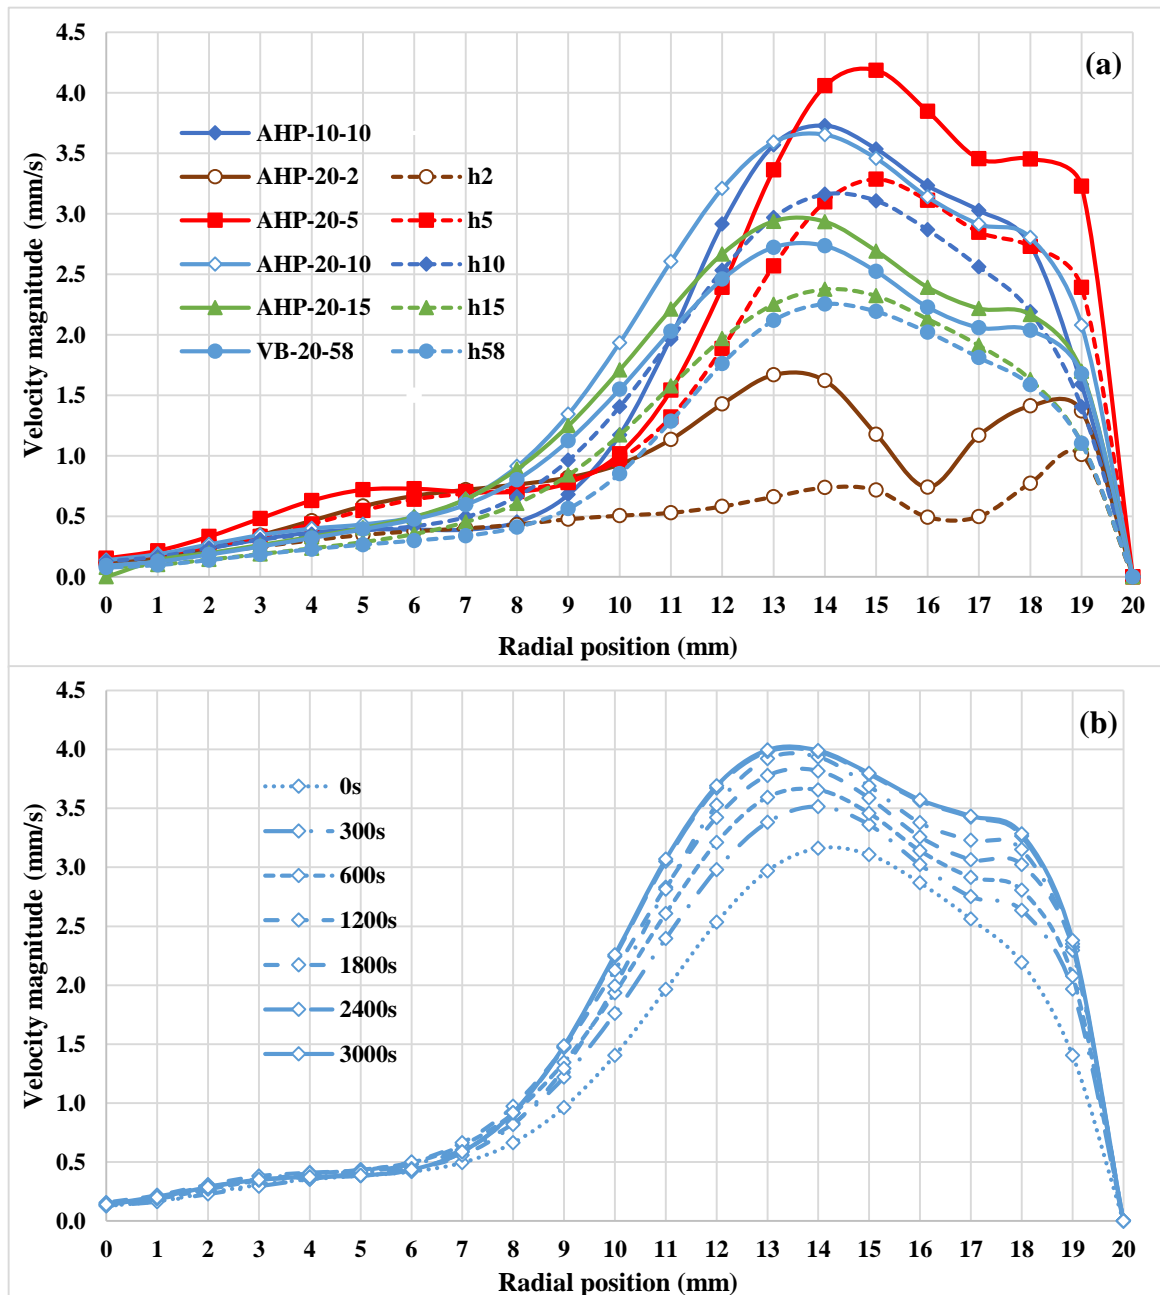 (a)
4.5
4.0
3.5
3.0
2.5
2.0
1.5
1.0
0.5
0.0
Velocity magnitude (mm/s)
AHP-10-10
AHP-20-2 h2
AHP-20-5 h5
AHP-20-10 h10
AHP-20-15 h15
VB-20-58 h58
0 1 2 3 4 5 6 7 8 9 10 11 12 13 14 15 16 17 18 19 20
Radial position (mm)
(b)
4.5
4.0
3.5
3.0
2.5
2.0
1.5
1.0
0.5
0.0
Velocity magnitude (mm/s)
0s
300s
600s
1200s
1800s
2400s
3000s
0 1 2 3 4 5 6 7 8 9 10 11 12 13 14 15 16 17 18 19 20
Radial position (mm)